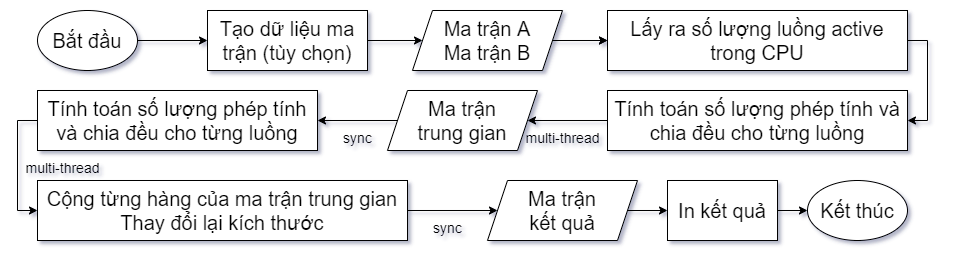 Bắt đầu
Tạo dữ liệu ma
trận (tùy chọn)
Ma trận A
Ma trận B
Lấy ra số lượng luồng active
trong CPU
Tính toán số lượng phép tính và
chia đều cho từng luồng
multi-thread
Ma trận
trung gian
sync
Tính toán số lượng phép tính
và chia đều cho từng luồng
multi-thread
Cộng từng hàng của ma trận trung gian
Thay đổi lại kích thước
sync
Ma trận
kết quả
In kết quả
Kết thúc